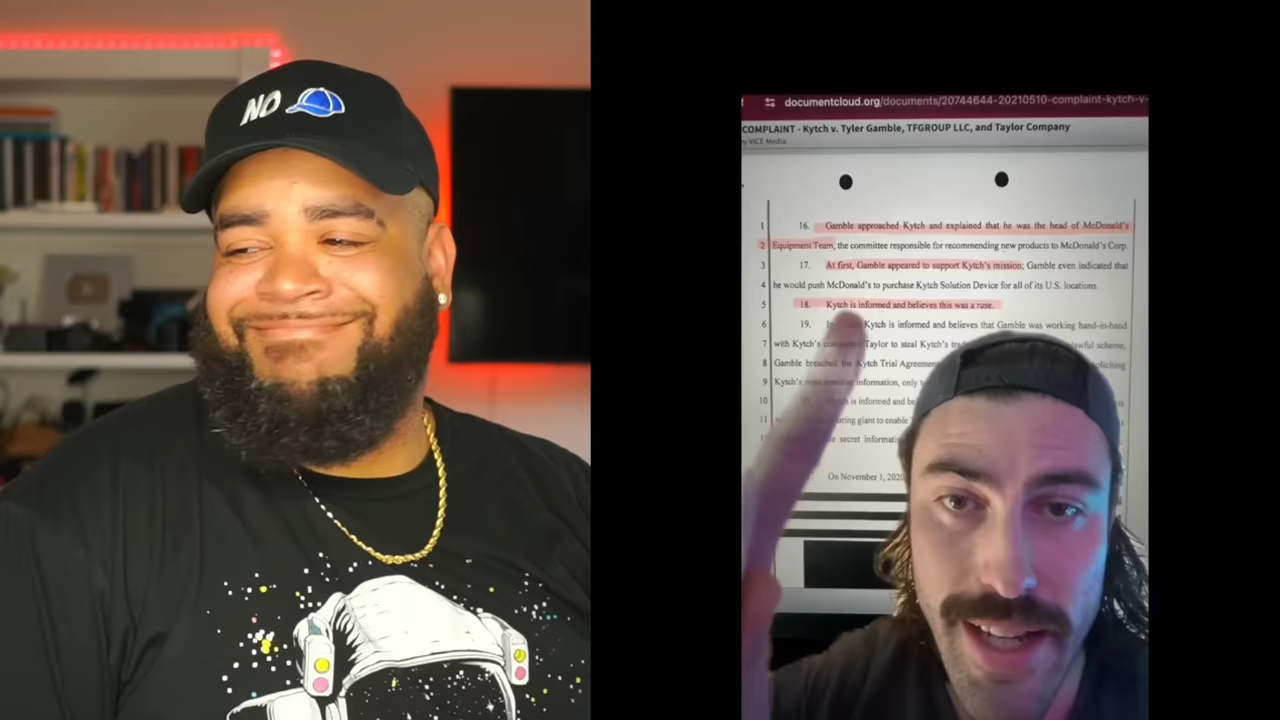 NO
documentcloud.org/documents/20744644-20210510-complaint-kytch-v-
COMPLAINT - Kytch v. Tyler Gamble, TFGROUP LLC, and Taylor Company
by VICE Media
1 16. Gamble approached Kytch and explained that he was the head of McDonald's
2 Equipment Team, the committee responsible for recommending new products to McDonald's Corp.
3 17. At first, Gamble appeared to support Kytch's mission; Gamble even indicated that
4 he would push McDonald's to purchase Kytch Solution Device for all of its U.S. locations.
5 18. Kytch is informed and believes this was a ruse.
6 19. Kytch is informed and believes that Gamble was working hand-in-hand
7 with Kytch's Taylor to steal Kytch's
8 Gamble breached the Kytch Trial
9 Kytch's information, only
10 is informed and
11 giant to enable
secret
On November 1, 2020